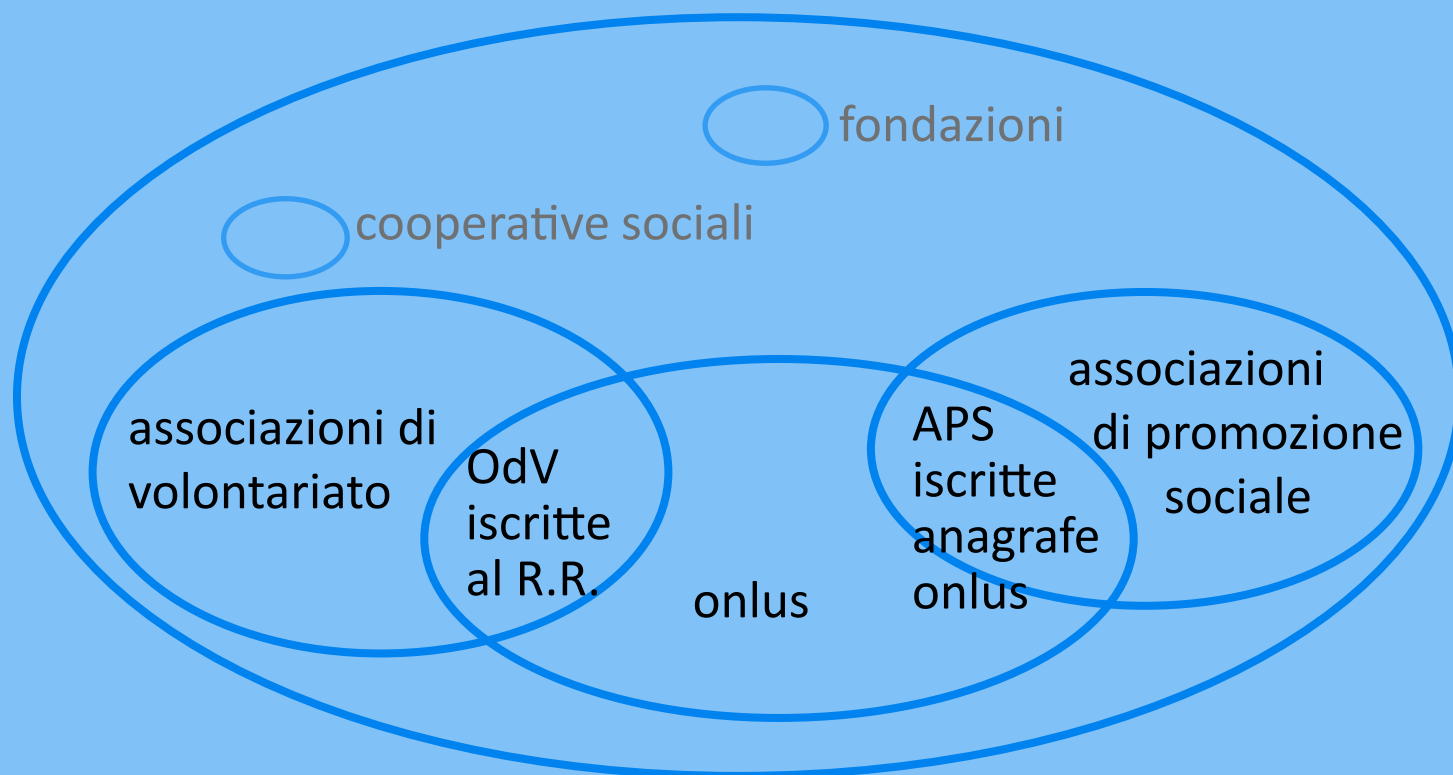 fondazioni
cooperative sociali
associazioni di
volontariato
OdV
iscritte
al R.R.
onlus
APS
iscritte
anagrafe
onlus
associazioni
di promozione
sociale